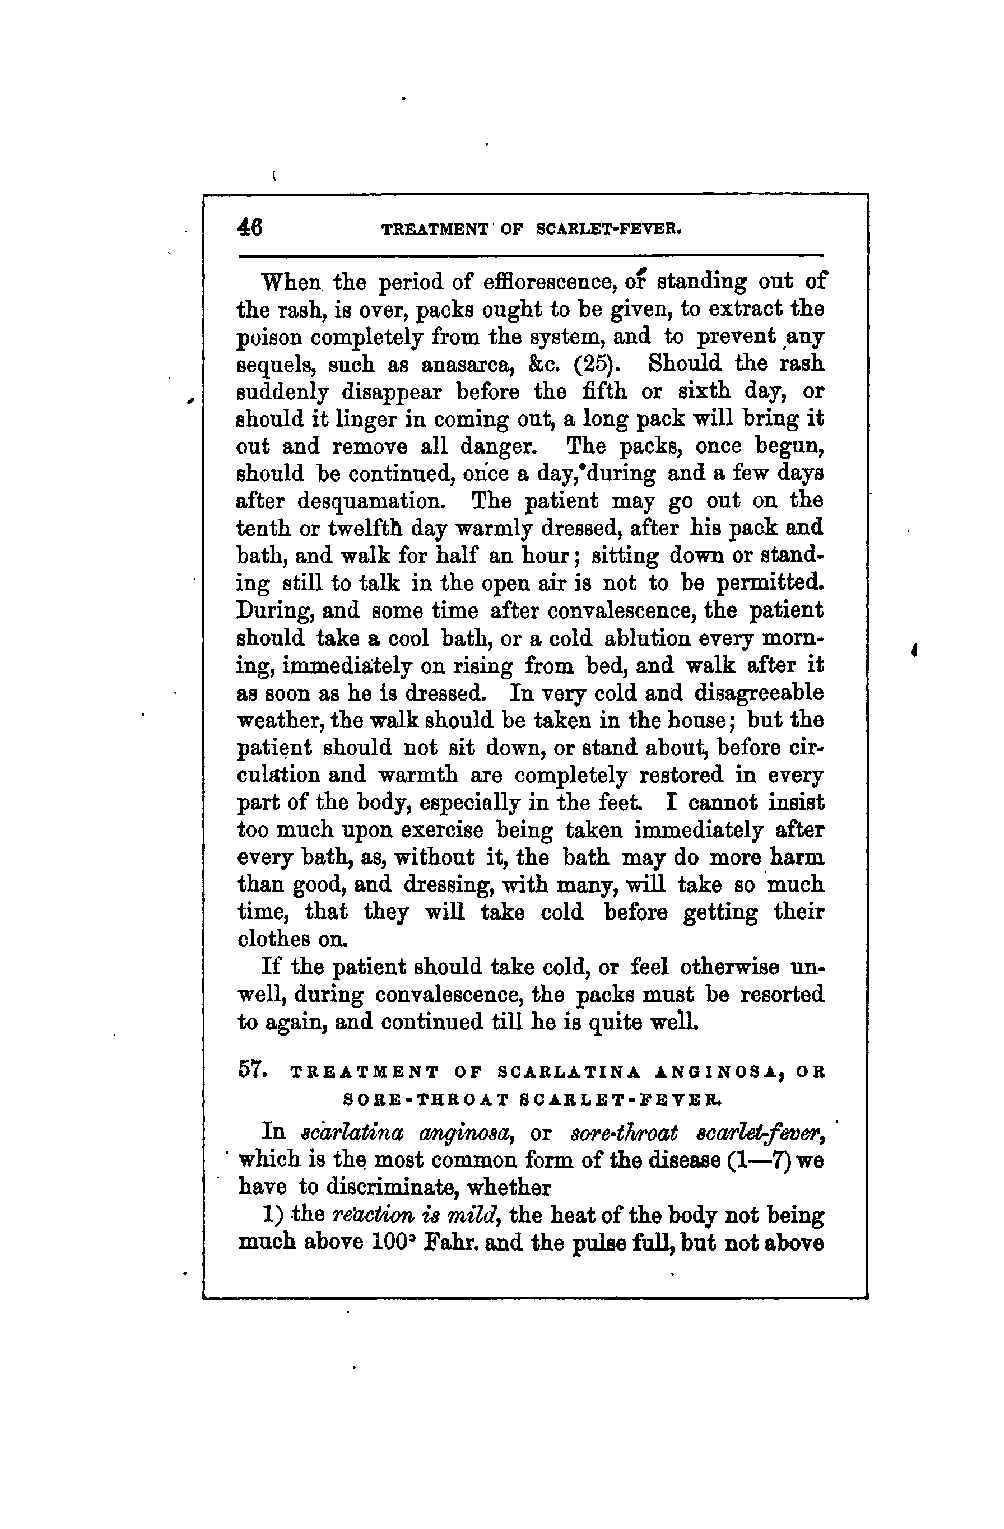 46 TREATMENT OF SCARLET-FEVER.
When the period of efflorescence, or standing out of
the rash, is over, packs ought to be given, to extract the
poison completely from the system, and to prevent any
sequels, such as anasarca, &c. (25). Should the rash
suddenly disappear before the fifth or sixth day, or
should it linger in coming out, a long pack will bring it
out and remove all danger. The packs, once begun,
should be continued, once a day, during and a few days
after desquamation. The patient may go out on the
tenth or twelfth day warmly dressed, after his pack and
bath, and walk for half an hour; sitting down or stand-
ing still to talk in the open air is not to be permitted.
During, and some time after convalescence, the patient
should take a cool bath, or a cold ablution every morn-
ing, immediately on rising from bed, and walk after it
as soon as he is dressed. In very cold and disagreeable
weather, the walk should be taken in the house; but the
patient should not sit down, or stand about, before cir-
culation and warmth are completely restored in every
part of the body, especially in the feet. I cannot insist
too much upon exercise being taken immediately after
every bath, as, without it, the bath may do more harm
than good, and dressing, with many, will take so much
time, that they will take cold before getting their
clothes on.
If the patient should take cold, or feel otherwise un-
well, during convalescence, the packs must be resorted
to again, and continued till he is quite well.
57. TREATMENT OF SCARLATINA ANGINOSA, OR
SORE-THROAT SCARLET-FEVER.
In scarlatina anginosa, or sore-throat scarlet-fever,
which is the most common form of the disease (1—7) we
have to discriminate, whether
1) the reaction is mild, the heat of the body not being
much above 100° Fahr. and the pulse full, but not above